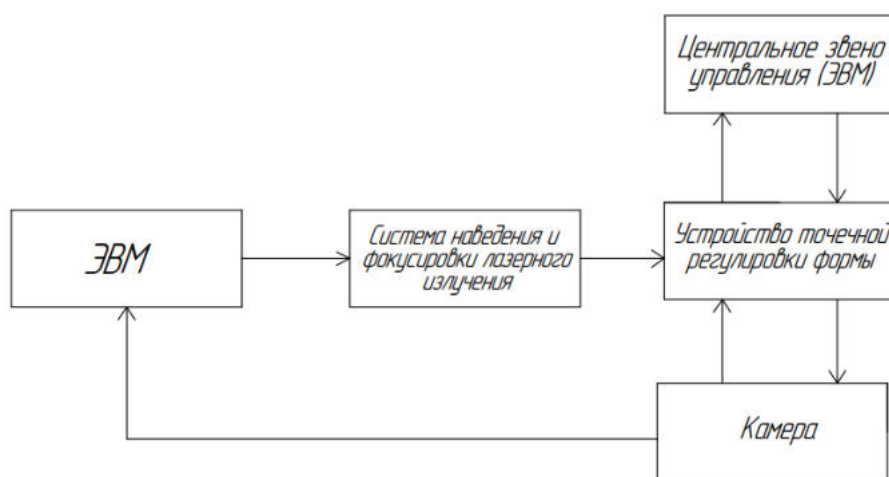 Центральное звено
управления (ЭВМ)
ЭВМ
Система наведения и
фокусировки лазерного
излучения
Устройство точечной
регулировки формы
Камера